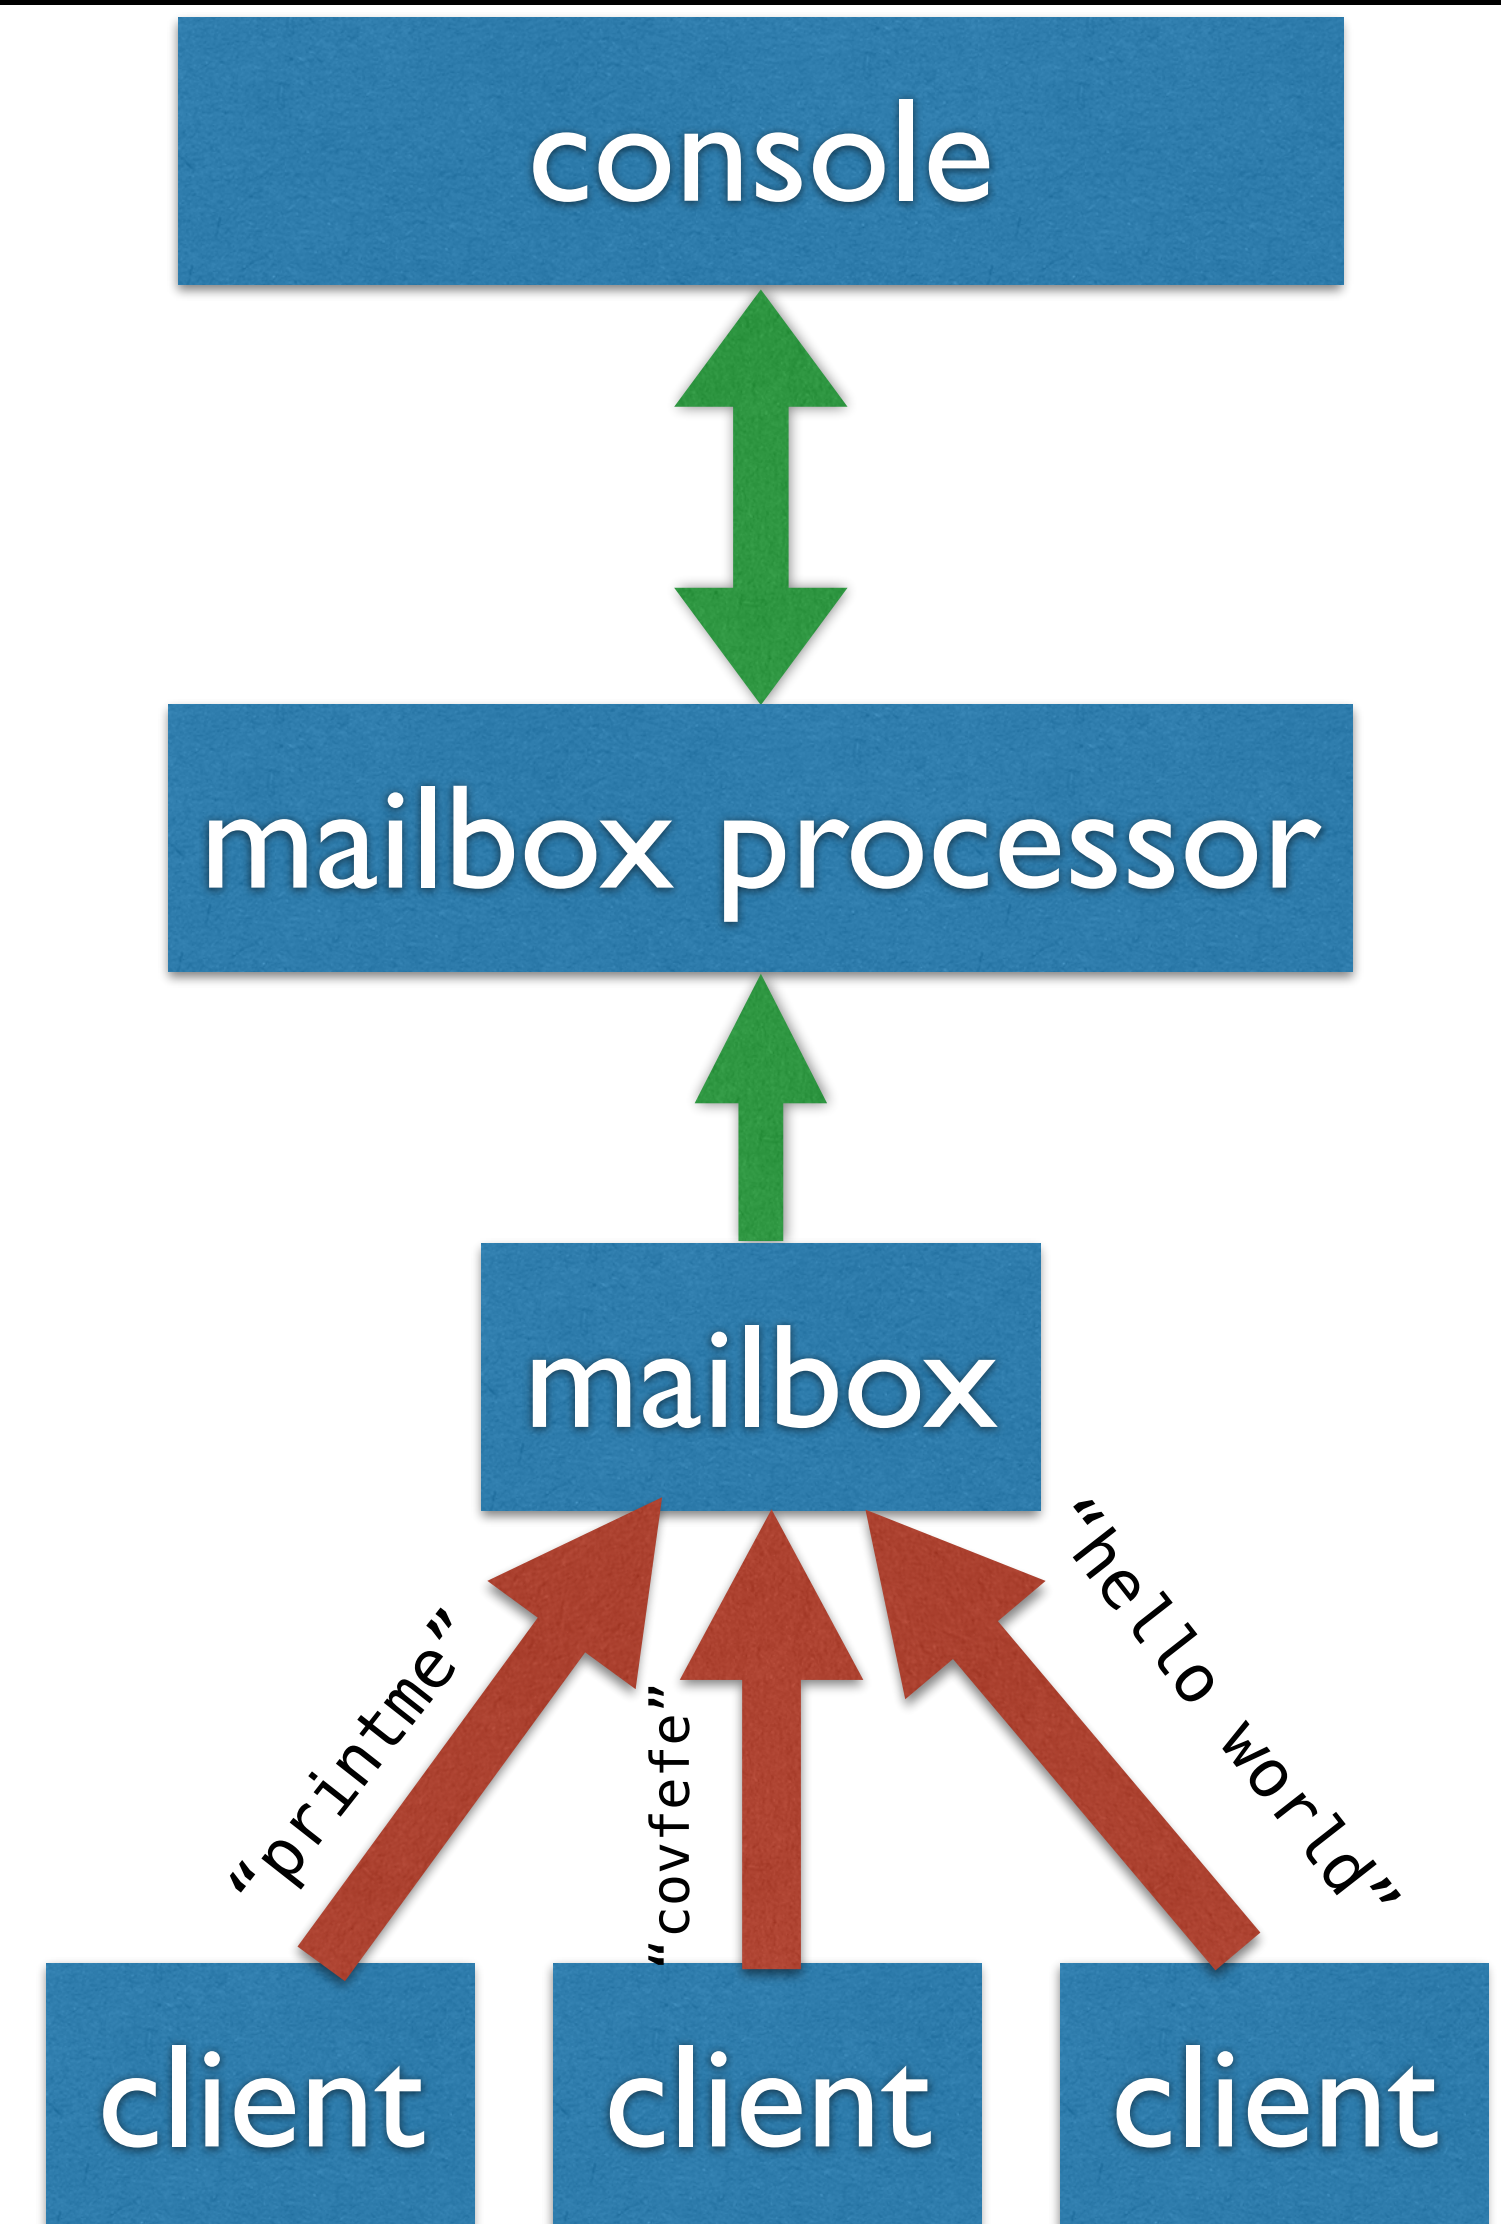 console
mailbox processor
mailbox
“printme”
“covfefe”
“hello world”
client
client
client